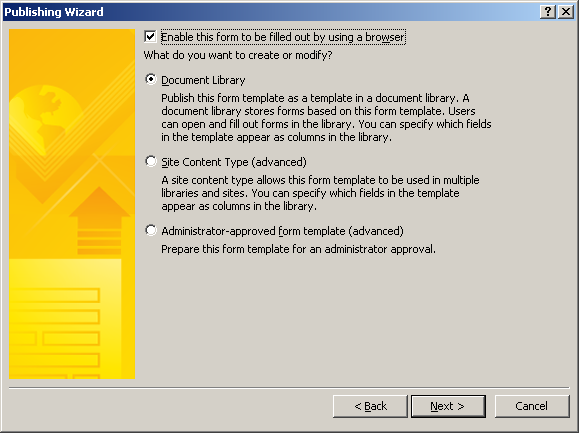 Publishing Wizard
Enable this form to be filled out by using a browser
What do you want to create or modify?
Document Library
Publish this form template as a template in a document library. A
document library stores forms based on this form template. Users
can open and fill out forms in the library. You can specify which fields
in the template appear as columns in the library.
Site Content Type (advanced)
A site content type allows this form template to be used in multiple
libraries and sites. You can specify which fields in the template
appear as columns in the library.
Administrator-approved form template (advanced)
Prepare this form template for an administrator approval.
< Back
Next >
Cancel